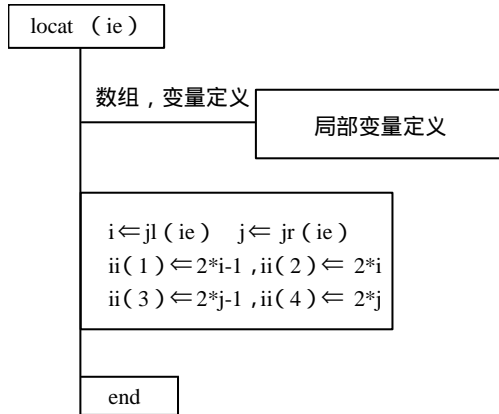 locat （ie）
数组，变量定义
局部变量定义
i⇐jl（ie） j⇐ jr（ie）
ii(1)⇐2*i-1 ,ii(2)⇐ 2*i
ii(3)⇐2*j-1 ,ii(4)⇐ 2*j
end